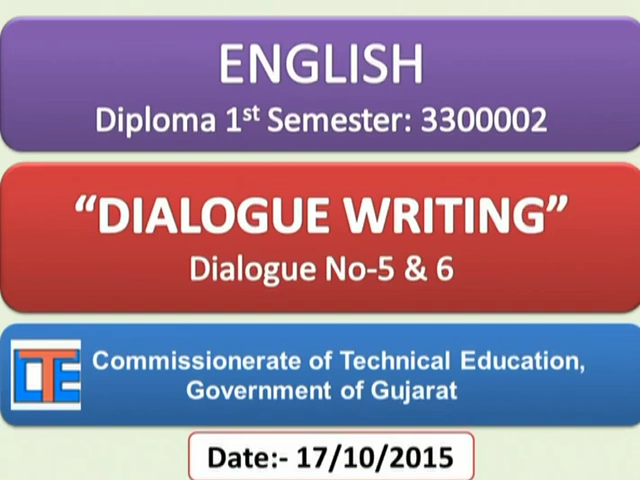 ENGLISH
Diploma 1st Semester: 3300002
“DIALOGUE WRITING”
Dialogue No-5 & 6
CTE
Commissionerate of Technical Education,
Government of Gujarat
Date:- 17/10/2015